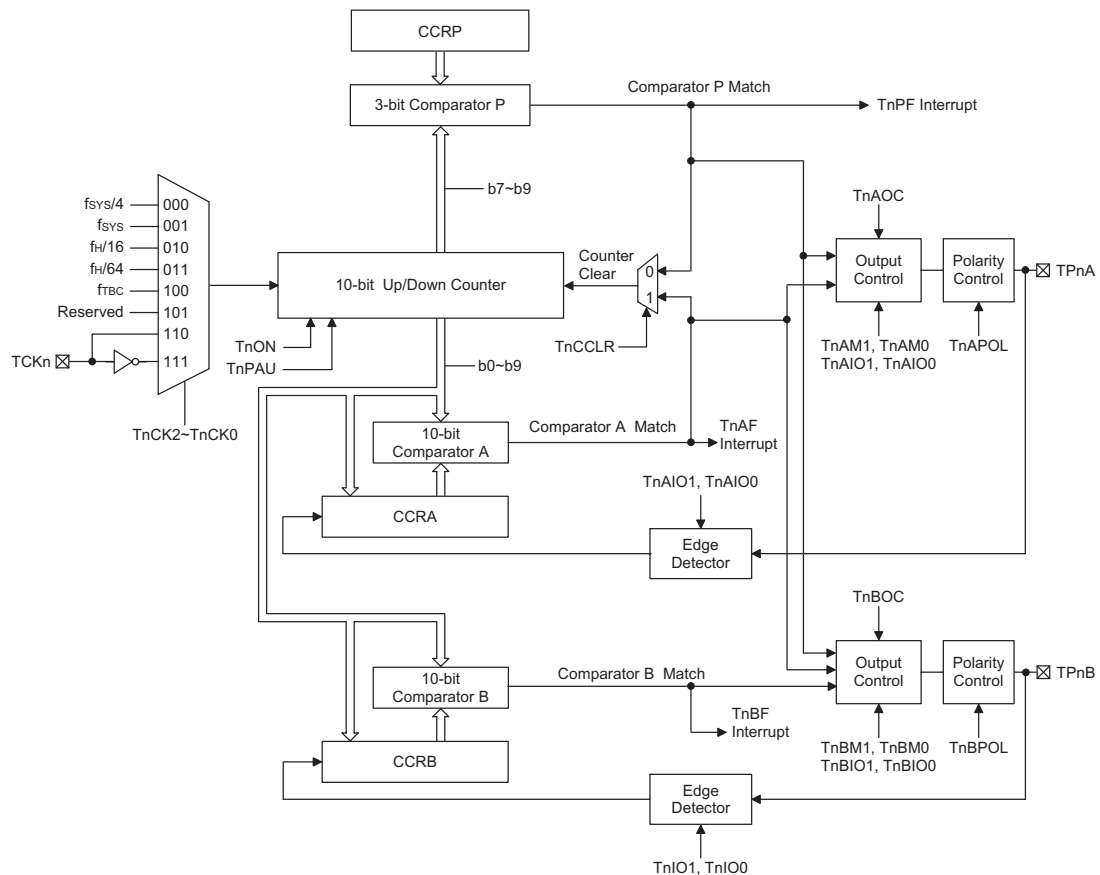 CCRP
3-bit Comparator P
Comparator P Match
TnPF Interrupt
b7~b9
fSYS/4
000
fSYS
001
fH/16
010
fH/64
011
fTBC
100
Reserved
101
110
TCKn
111
TnCK2~TnCK0
10-bit Up/Down Counter
TnON
TnPAU
Counter
Clear
0
1
TnCCLR
TnAOC
Output
Control
Polarity
Control
TPnA
TnAM1, TnAM0
TnAIO1, TnAIO0
TnAPOL
b0~b9
10-bit
Comparator A
Comparator A Match
TnAF
Interrupt
CCRA
TnAIO1, TnAIO0
Edge
Detector
TnBOC
Output
Control
Polarity
Control
TPnB
10-bit
Comparator B
Comparator B Match
TnBF
Interrupt
TnBM1, TnBM0
TnBIO1, TnBIO0
TnBPOL
CCRB
Edge
Detector
TnIO1, TnIO0